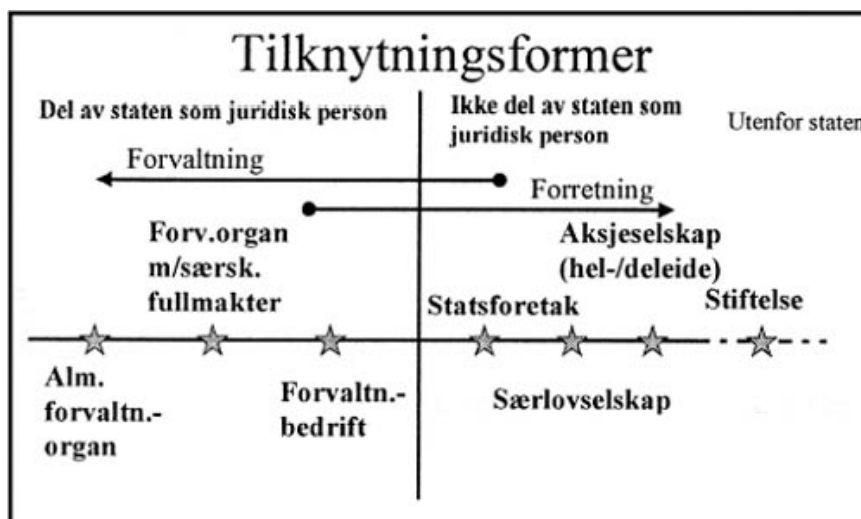 Tilknytningsformer
Del av staten som juridisk person
Ikke del av staten som
juridisk person
Utenfor staten
Forvaltning
Forretning
Forv.organ
m/særsk.
fullmakter
Aksjeselskap
(hel-/deleide)
Statsforetak
Stiftelse
Alm.
forvaltn.-
organ
Forvaltn.-
bedrift
Særlovselskap